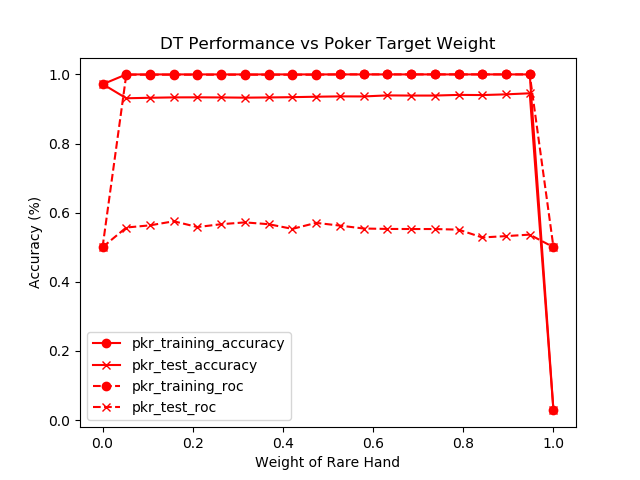 DT Performance vs Poker Target Weight
1.0
0.8
0.6
0.4
0.2
0.0
Accuracy (%)
pkr_training_accuracy
pkr_test_accuracy
pkr_training_roc
pkr_test_roc
0.0 0.2 0.4 0.6 0.8 1.0
Weight of Rare Hand